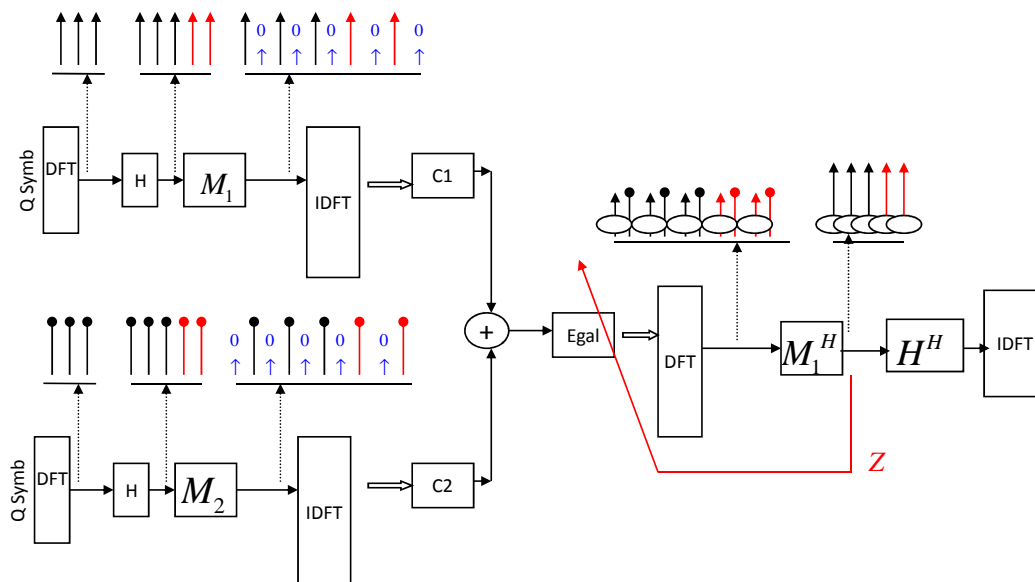 0 0 0 0 0
↑ ↑ ↑ ↑ ↑
Q Symb
DFT
H
M₁
IDFT
C1
0 0 0 0 0
↑ ↑ ↑ ↑ ↑
Q Symb
DFT
H
M₂
IDFT
C2
+
Egal
DFT
M₁ᴴ
Hᴴ
IDFT
Z